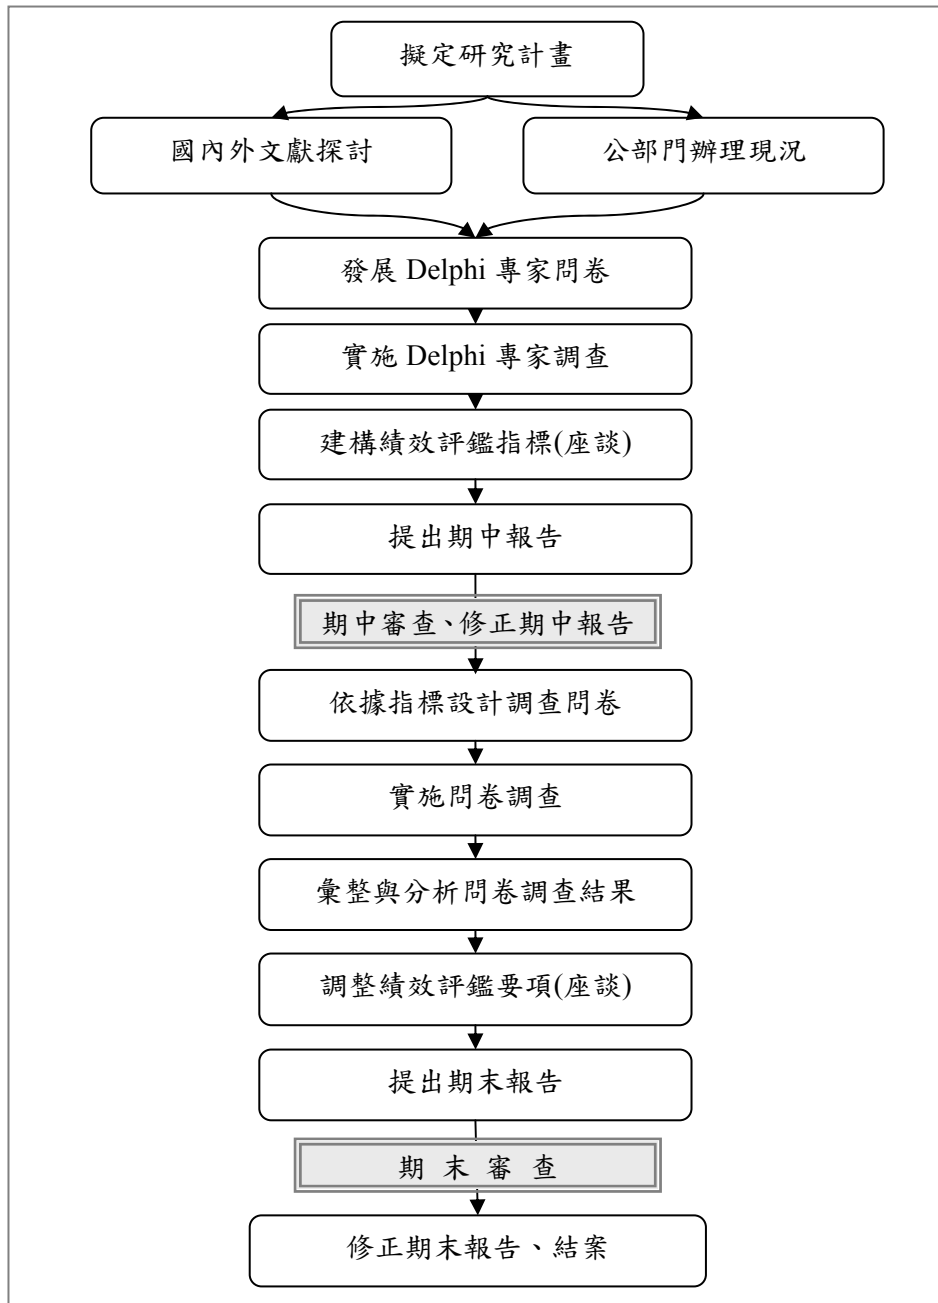 擬定研究計畫
國內外文獻探討
公部門辦理現況
發展 Delphi 專家問卷
實施 Delphi 專家調查
建構績效評鑑指標(座談)
提出期中報告
期中審查、修正期中報告
依據指標設計調查問卷
實施問卷調查
彙整與分析問卷調查結果
調整績效評鑑要項(座談)
提出期末報告
期 末 審 查
修正期末報告、結案